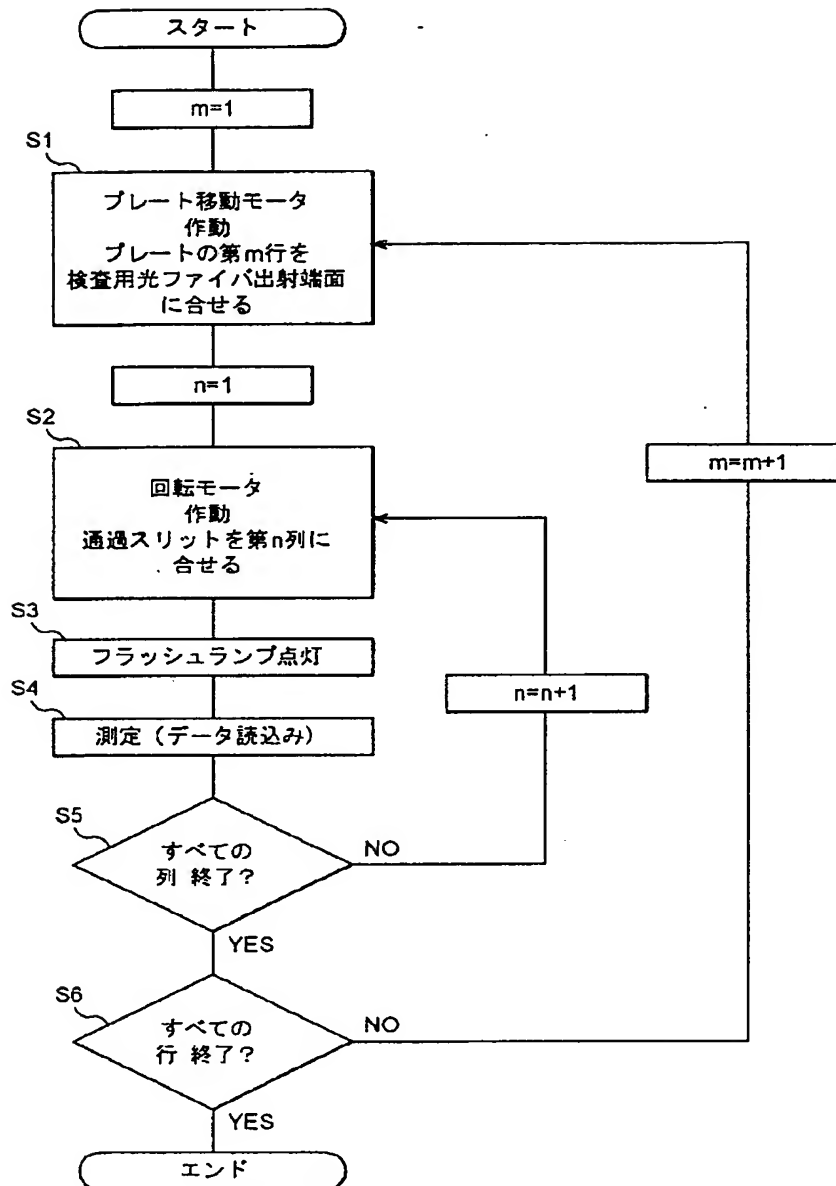 スタート
m=1
S1
プレート移動モータ
作動
プレートの第m行を
検査用光ファイバ出射端面
に合せる
n=1
S2
回転モータ
作動
通過スリットを第n列に
合せる
m=m+1
S3
フラッシュランプ点灯
n=n+1
S4
測定(データ読込み)
S5
すべての
列 終了?
NO
YES
S6
すべての
行 終了?
NO
YES
エンド